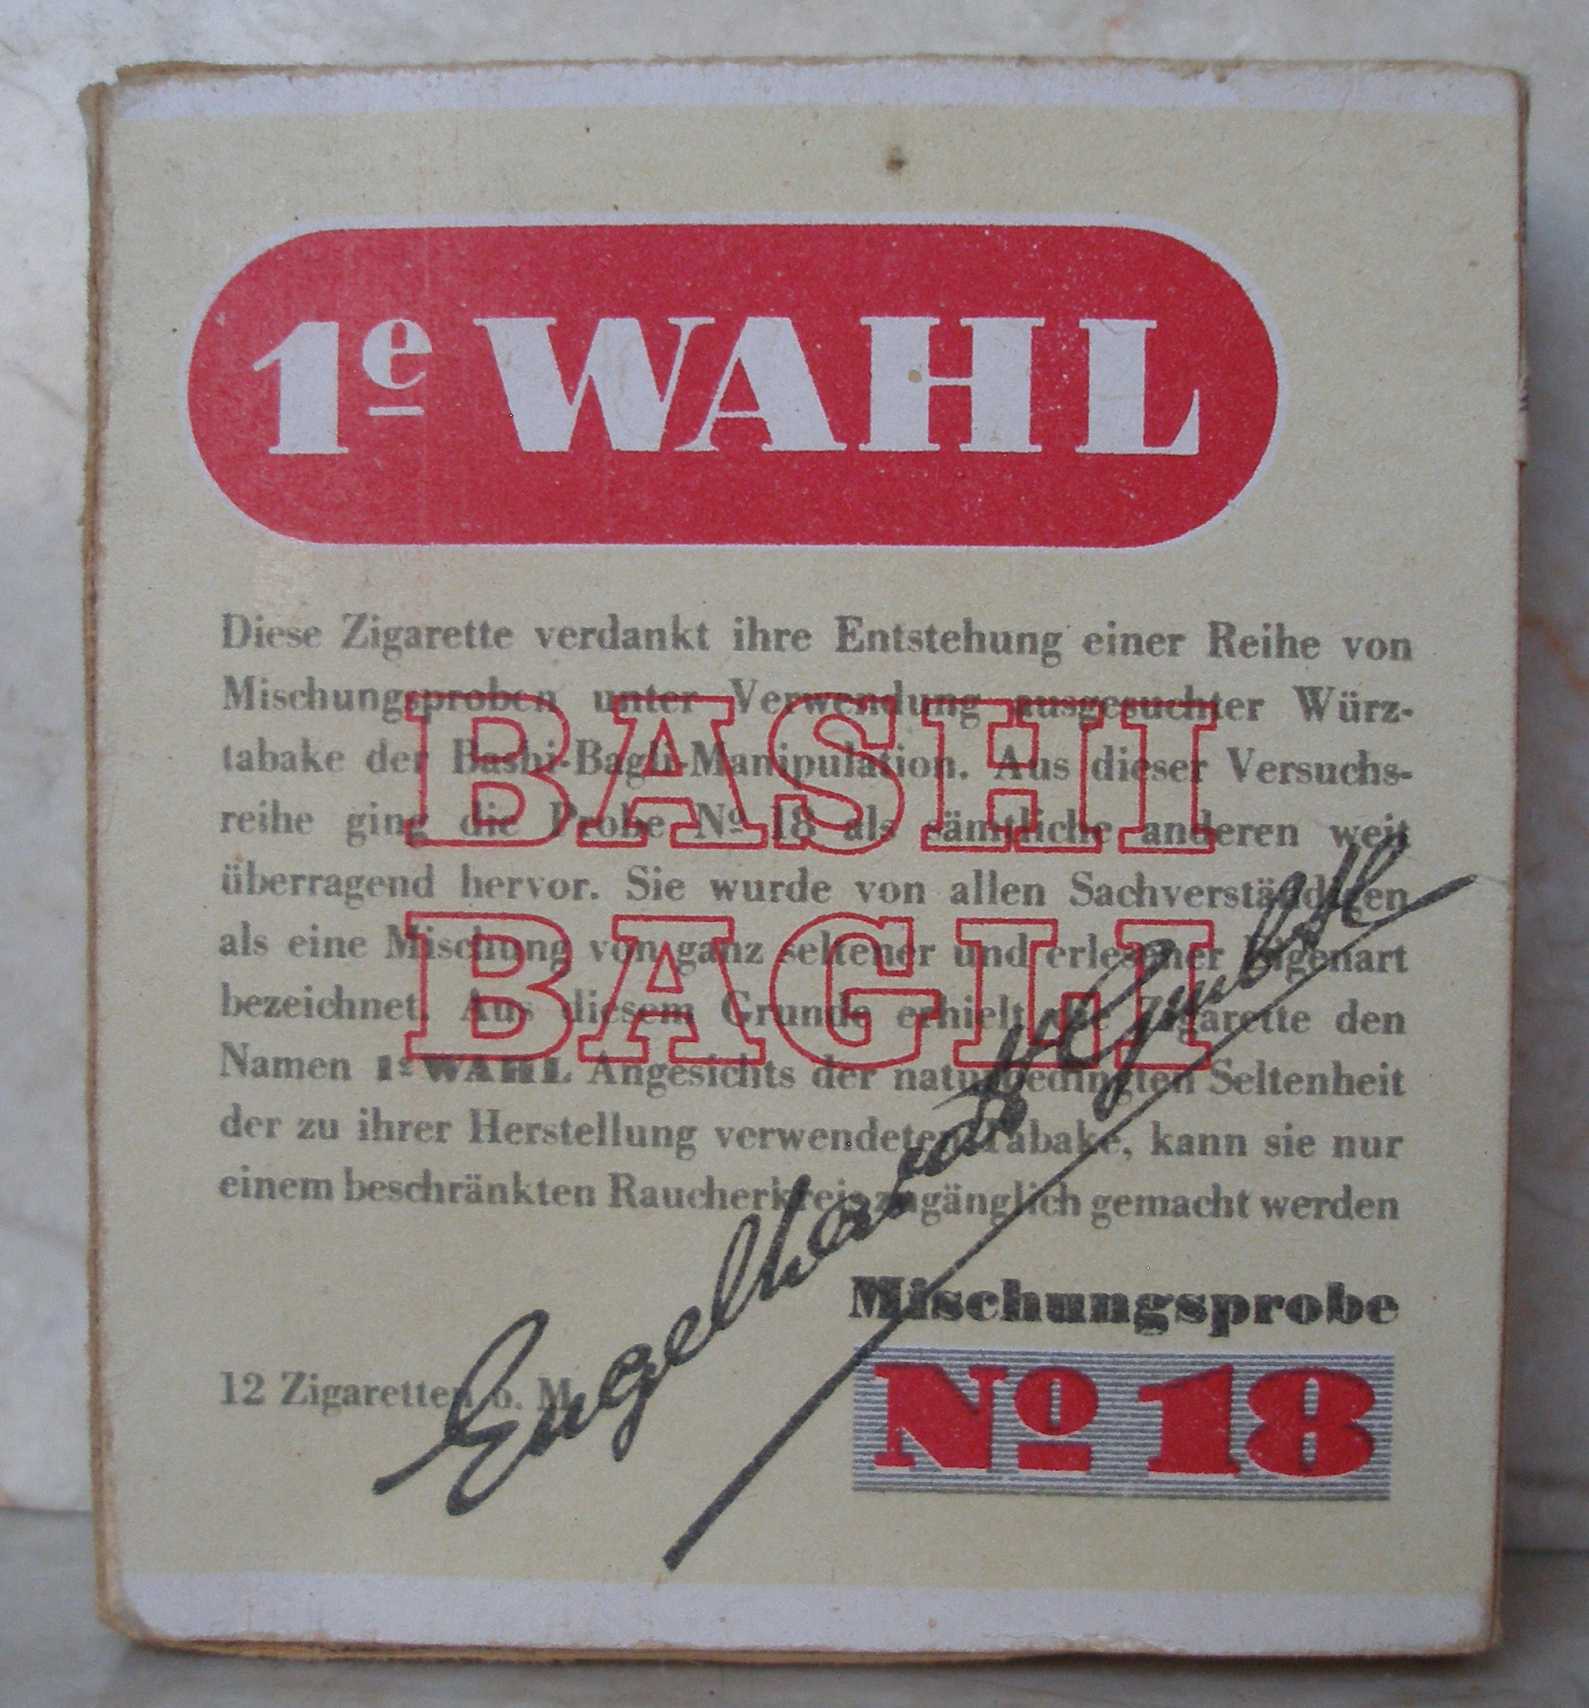 1e WAHL
Diese Zigarette verdankt ihre Entstehung einer Reihe von
Mischungsproben unter Verwendung ausgesuchter Würz-
tabake der Bashi-Bagli-Manipulation. Aus dieser Versuchs-
reihe ging die Probe No 18 als sämtliche anderen weit
überragend hervor. Sie wurde von allen Sachverständigen
als eine Mischung von ganz seltener und erlesener Eigenart
bezeichnet. Aus diesem Grunde erhielt die Zigarette den
Namen 1e WAHL Angesichts der naturbedingten Seltenheit
der zu ihrer Herstellung verwendeten Tabake, kann sie nur
einem beschränkten Raucherkreis zugänglich gemacht werden
BASHI
BAGLI
Mischungsprobe
No 18
12 Zigaretten o. M.
Engelhardt GmbH